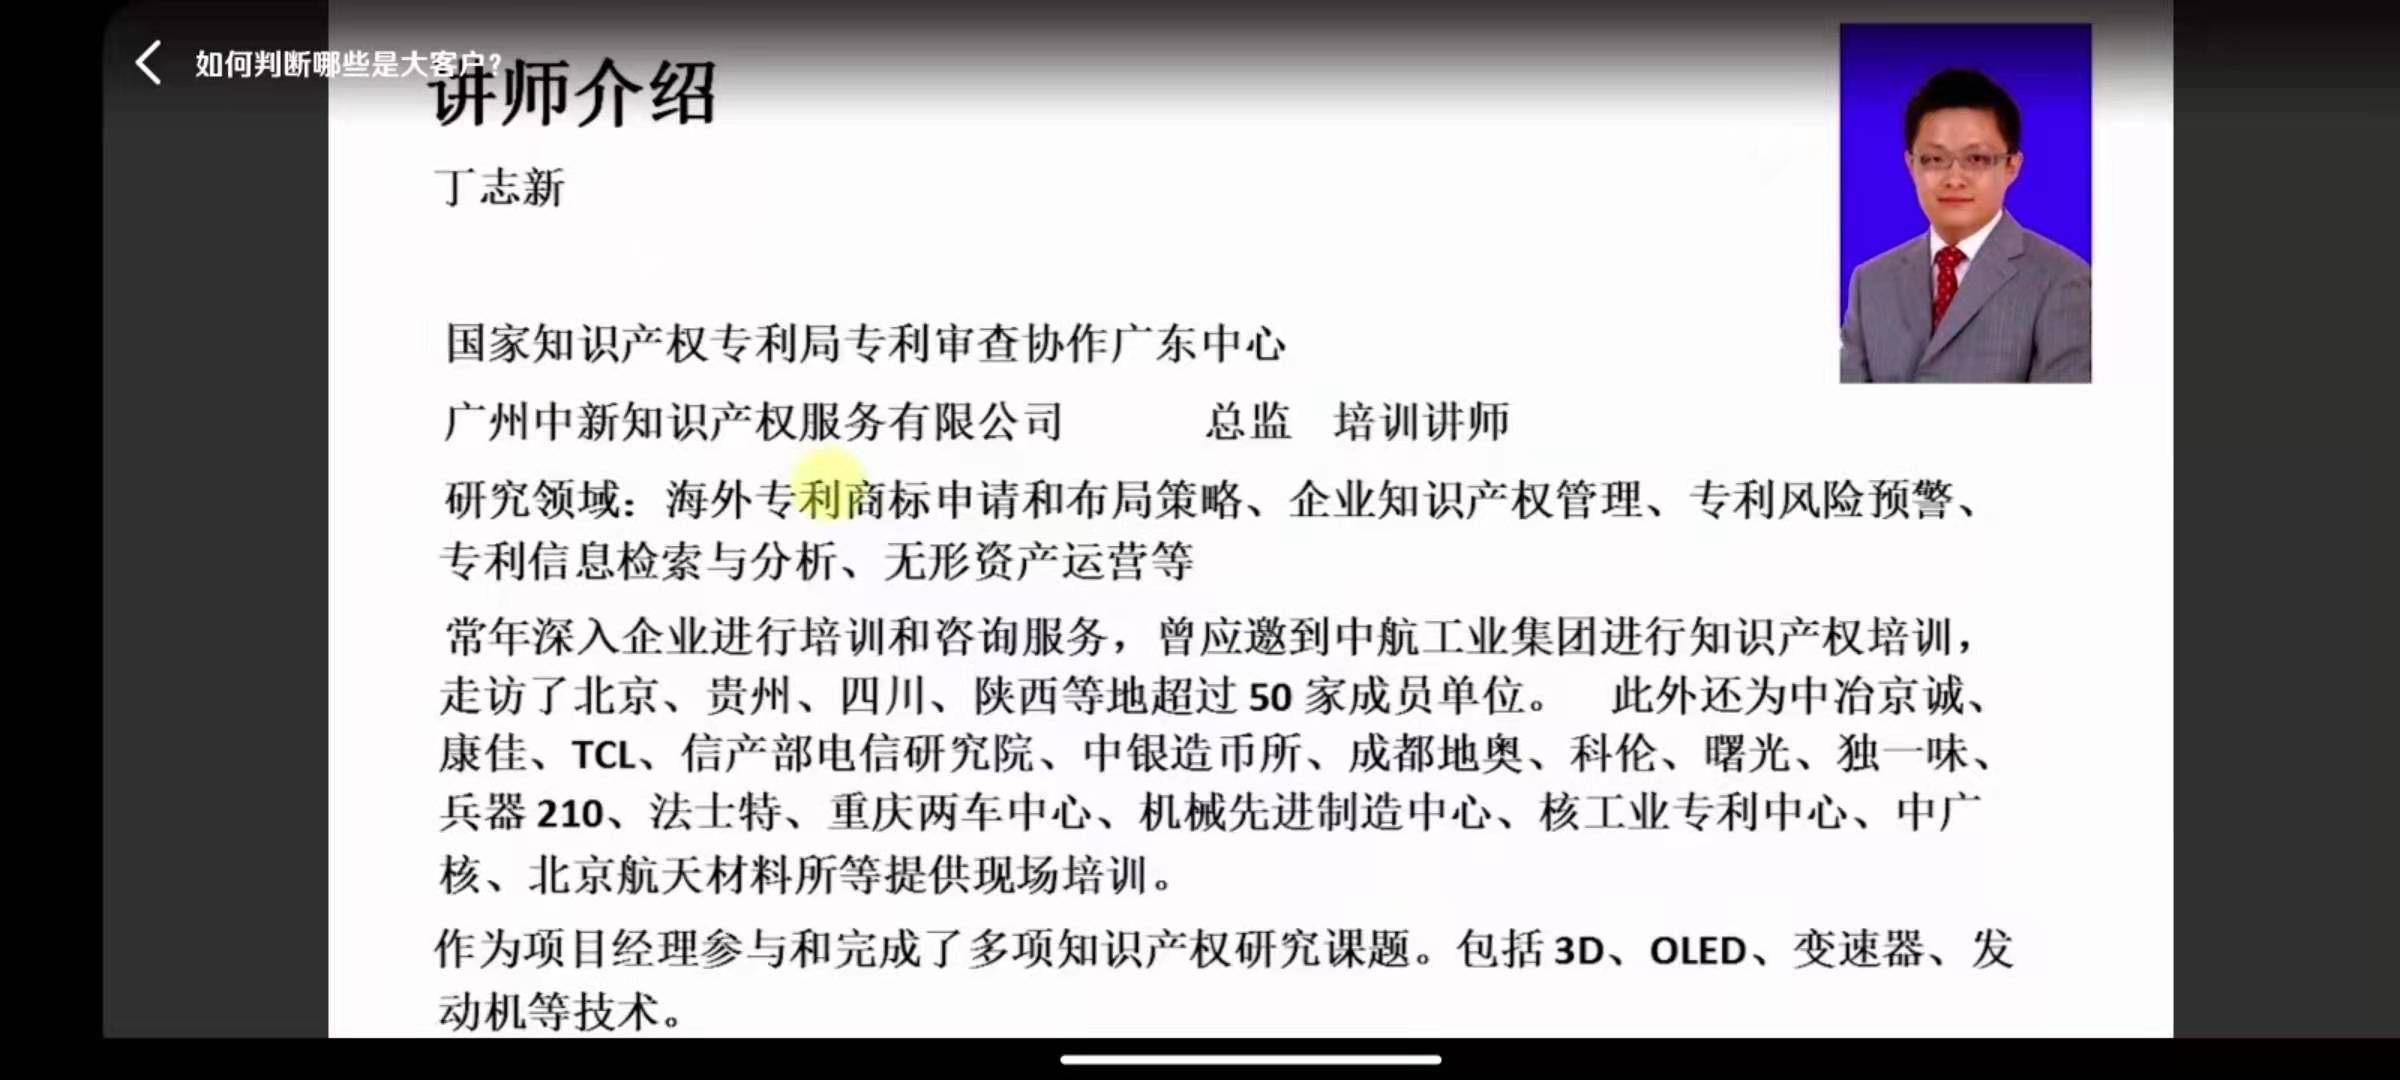 如何判断哪些是大客户?
讲师介绍
丁志新
国家知识产权专利局专利审查协作广东中心
广州中新知识产权服务有限公司 总监 培训讲师
研究领域：海外专利商标申请和布局策略、企业知识产权管理、专利风险预警、
专利信息检索与分析、无形资产运营等
常年深入企业进行培训和咨询服务，曾应邀到中航工业集团进行知识产权培训，
走访了北京、贵州、四川、陕西等地超过 50 家成员单位。 此外还为中冶京诚、
康佳、TCL、信产部电信研究院、中银造币所、成都地奥、科伦、曙光、独一味、
兵器 210、法士特、重庆两车中心、机械先进制造中心、核工业专利中心、中广
核、北京航天材料所等提供现场培训。
作为项目经理参与和完成了多项知识产权研究课题。包括 3D、OLED、变速器、发
动机等技术。